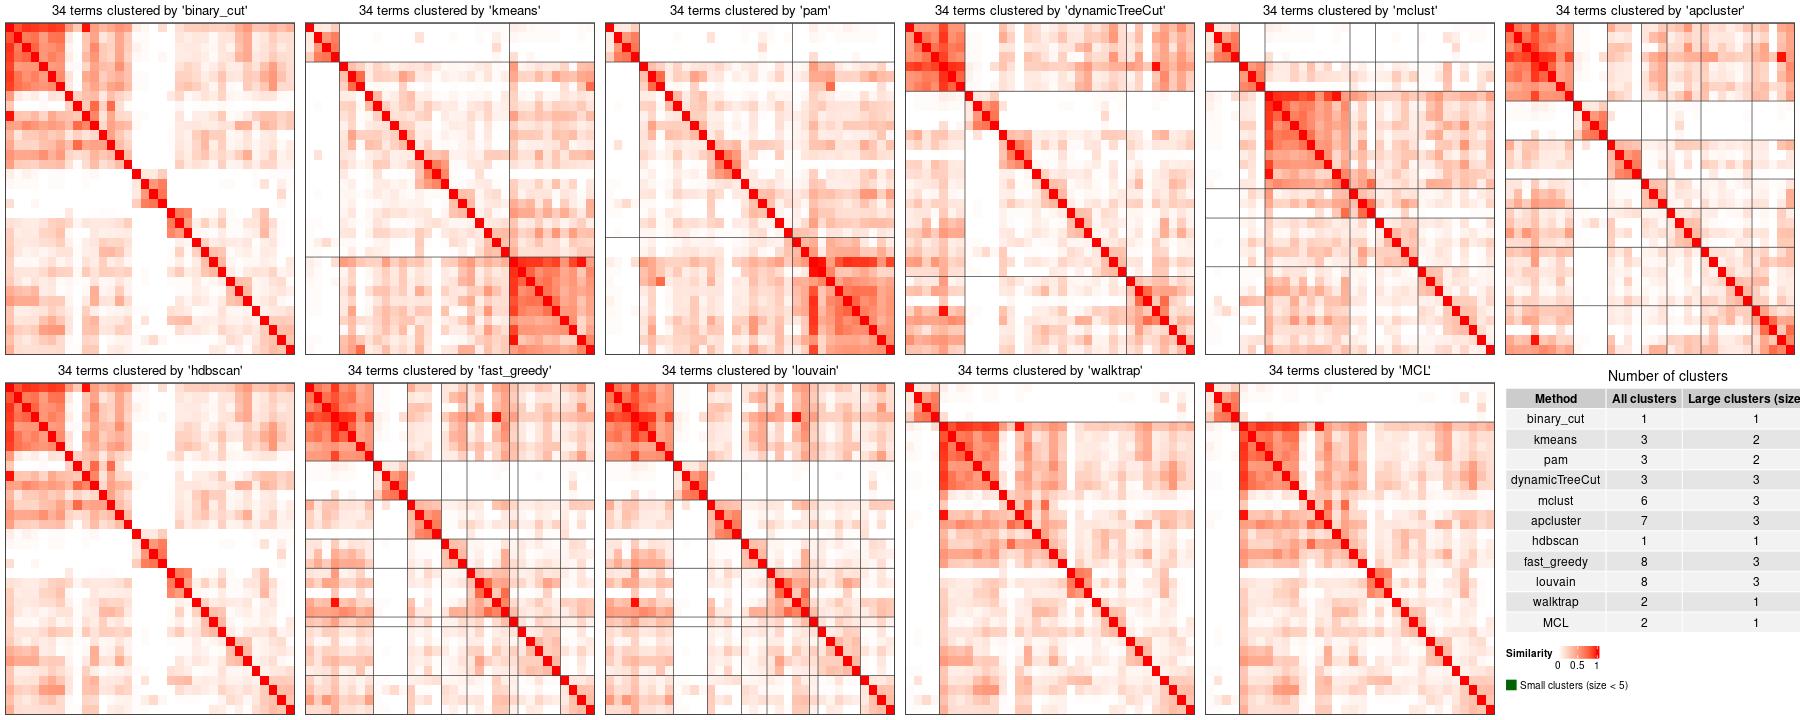 34 terms clustered by 'binary_cut'
34 terms clustered by 'kmeans'
34 terms clustered by 'pam'
34 terms clustered by 'dynamicTreeCut'
34 terms clustered by 'mclust'
34 terms clustered by 'apcluster'
34 terms clustered by 'hdbscan'
34 terms clustered by 'fast_greedy'
34 terms clustered by 'louvain'
34 terms clustered by 'walktrap'
34 terms clustered by 'MCL'
Number of clusters
Method All clusters Large clusters (size
binary_cut 1 1
kmeans 3 2
pam 3 2
dynamicTreeCut 3 3
mclust 6 3
apcluster 7 3
hdbscan 1 1
fast_greedy 8 3
louvain 8 3
walktrap 2 1
MCL 2 1
Similarity
0 0.5 1
Small clusters (size < 5)